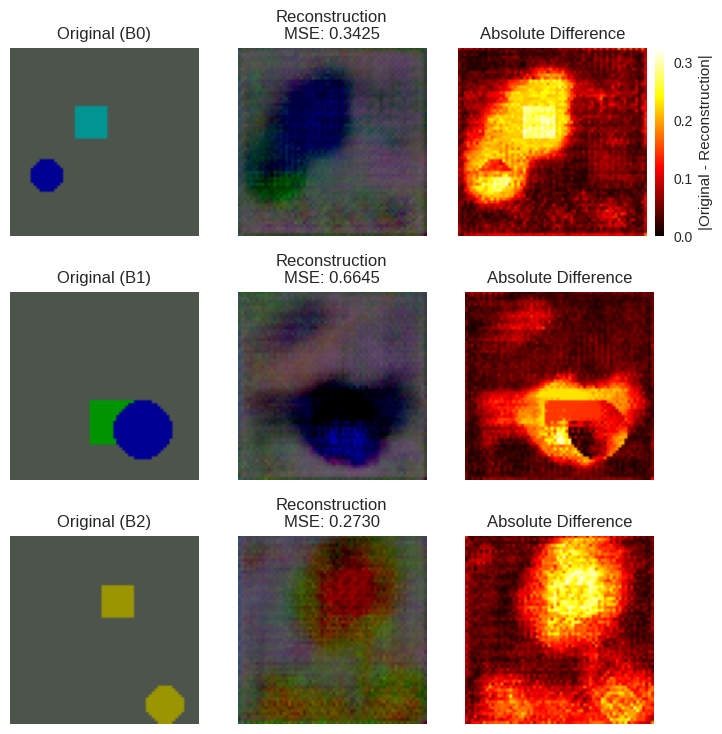 Original (B0)
Reconstruction
MSE: 0.3425
Absolute Difference
0.3
0.2
0.1
0.0
|Original - Reconstruction|
Original (B1)
Reconstruction
MSE: 0.6645
Absolute Difference
Original (B2)
Reconstruction
MSE: 0.2730
Absolute Difference